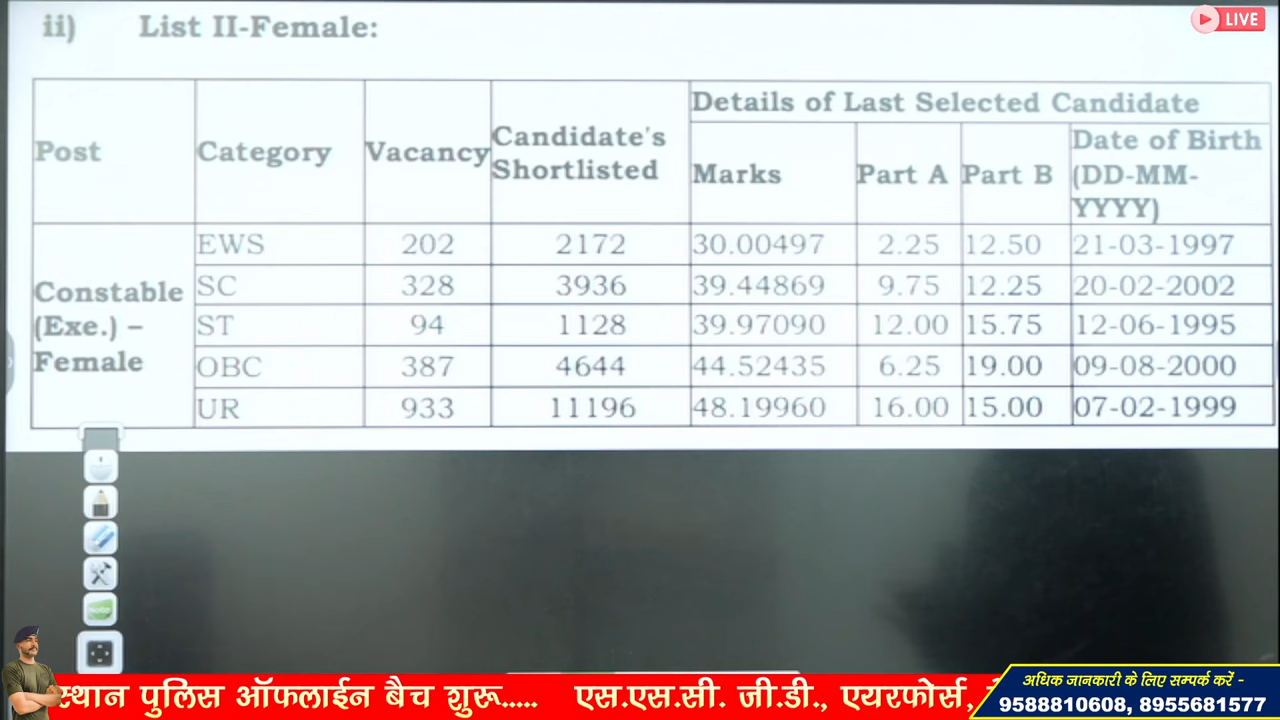 ii) List II-Female:
LIVE
Post Category Vacancy Candidate's Shortlisted Details of Last Selected Candidate
Marks Part A Part B Date of Birth (DD-MM-YYYY)
Constable (Exe.) – Female
EWS 202 2172 30.00497 2.25 12.50 21-03-1997
SC 328 3936 39.44869 9.75 12.25 20-02-2002
ST 94 1128 39.97090 12.00 15.75 12-06-1995
OBC 387 4644 44.52435 6.25 19.00 09-08-2000
UR 933 11196 48.19960 16.00 15.00 07-02-1999
Note
स्थान पुलिस ऑफलाईन बैच शुरू..... एस.एस.सी. जी.डी., एयरफोर्स,
अधिक जानकारी के लिए सम्पर्क करें -
9588810608, 8955681577